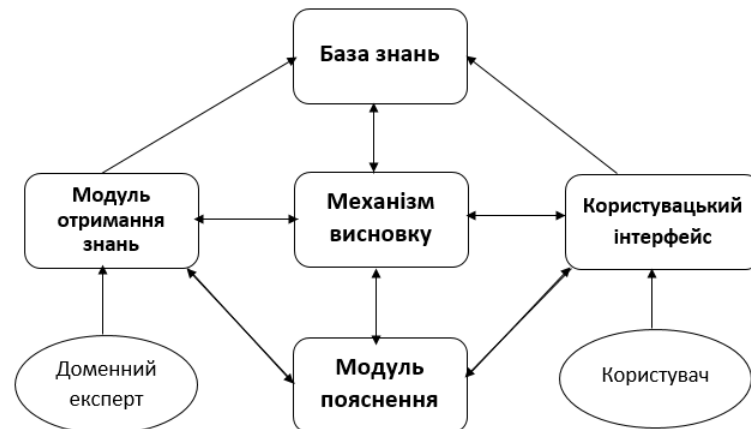 База знань
Модуль
отримання
знань
Механізм
висновку
Користувацький
інтерфейс
Доменний
експерт
Модуль
пояснення
Користувач